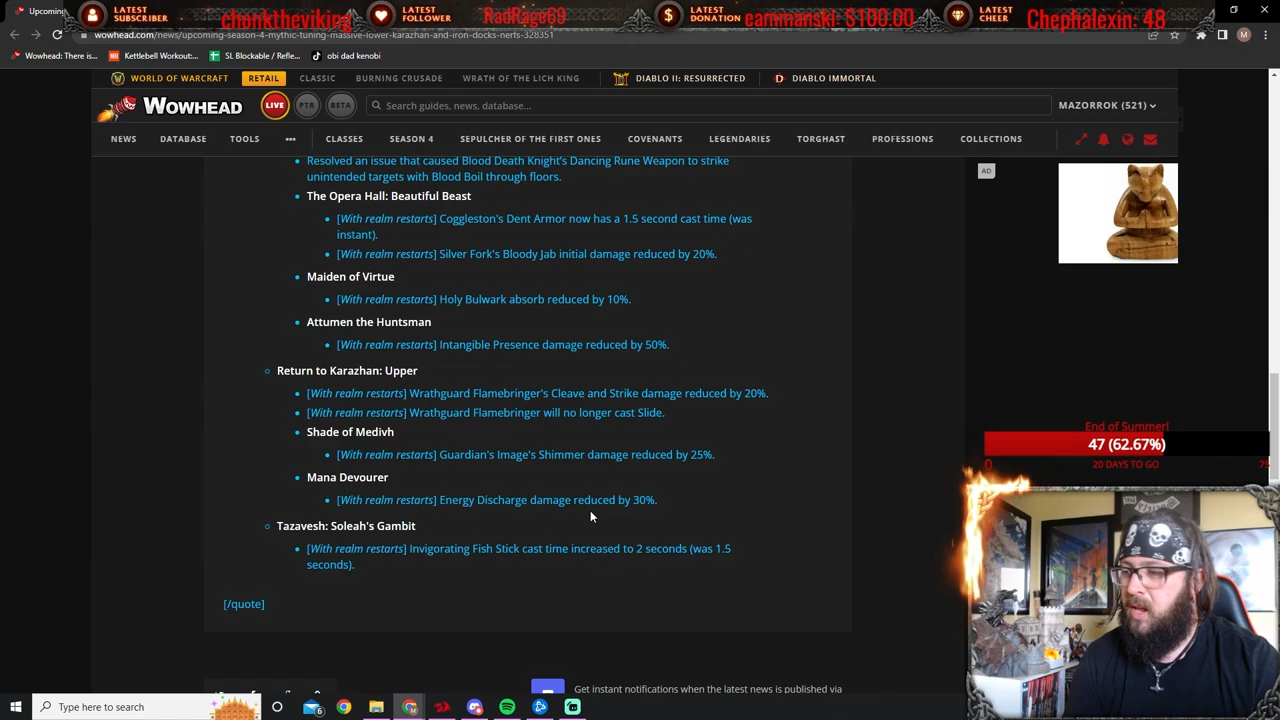 Upcoming
LATEST SUBSCRIBER
chonktheviking
LATEST FOLLOWER
RadRage69
LATEST DONATION
eammanski: $100.00
LATEST CHEER
Chephalexin: 48
wowhead.com/news/upcoming-season-4-mythic-tuning-massive-lower-karazhan-and-iron-docks-nerfs-328351
M
Wowhead: There is...
Kettlebell Workout:...
SL Blockable / Refle...
obi dad kenobi
WORLD OF WARCRAFT
RETAIL
CLASSIC
BURNING CRUSADE
WRATH OF THE LICH KING
DIABLO II: RESURRECTED
DIABLO IMMORTAL
WOWHEAD
LIVE
PTR
BETA
Search guides, news, database...
MAZORROK (521)
NEWS
DATABASE
TOOLS
•••
CLASSES
SEASON 4
SEPULCHER OF THE FIRST ONES
COVENANTS
LEGENDARIES
TORGHAST
PROFESSIONS
COLLECTIONS
Resolved an issue that caused Blood Death Knight's Dancing Rune Weapon to strike
unintended targets with Blood Boil through floors.
The Opera Hall: Beautiful Beast
[With realm restarts] Coggleston's Dent Armor now has a 1.5 second cast time (was
instant).
[With realm restarts] Silver Fork's Bloody Jab initial damage reduced by 20%.
Maiden of Virtue
[With realm restarts] Holy Bulwark absorb reduced by 10%.
Attumen the Huntsman
[With realm restarts] Intangible Presence damage reduced by 50%.
Return to Karazhan: Upper
[With realm restarts] Wrathguard Flamebringer's Cleave and Strike damage reduced by 20%.
[With realm restarts] Wrathguard Flamebringer will no longer cast Slide.
Shade of Medivh
[With realm restarts] Guardian's Image's Shimmer damage reduced by 25%.
Mana Devourer
[With realm restarts] Energy Discharge damage reduced by 30%.
Tazavesh: Soleah's Gambit
[With realm restarts] Invigorating Fish Stick cast time increased to 2 seconds (was 1.5
seconds).
[/quote]
Get instant notifications when the latest news is published via
AD
End of Summer!
47 (62.67%)
0
20 DAYS TO GO
Type here to search
6